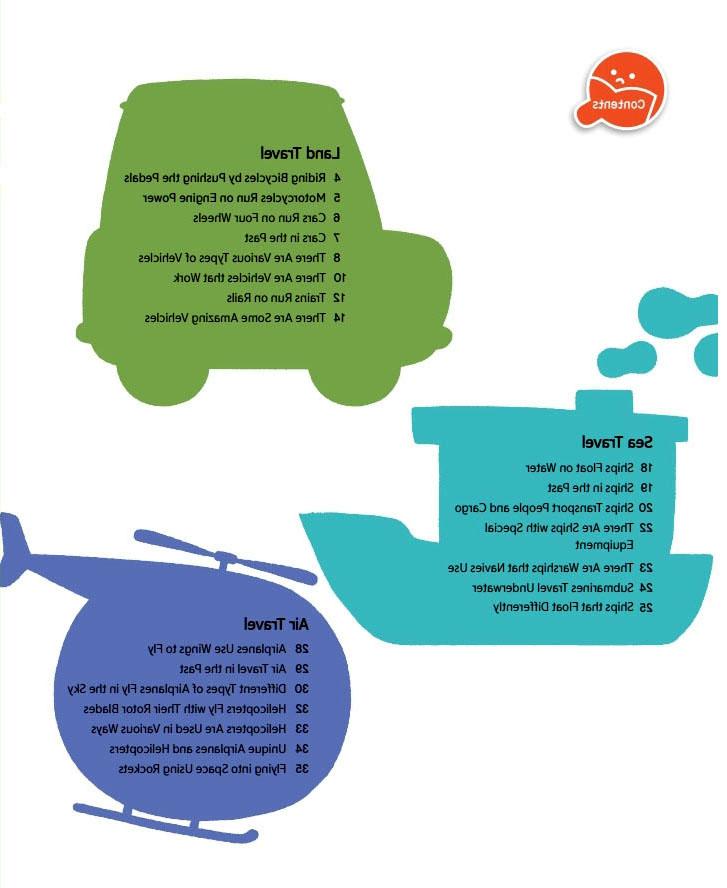 Contents
Land Travel
4 Riding Bicycles by Pushing the Pedals
5 Motorcycles Run on Engine Power
6 Cars Run on Four Wheels
7 Cars in the Past
8 There Are Various Types of Vehicles
10 There Are Vehicles that Work
12 Trains Run on Rails
14 There Are Some Amazing Vehicles
Sea Travel
18 Ships Float on Water
19 Ships in the Past
20 Ships Transport People and Cargo
22 There Are Ships with Special
Equipment
23 There Are Warships that Navies Use
24 Submarines Travel Underwater
25 Ships that Float Differently
Air Travel
28 Airplanes Use Wings to Fly
29 Air Travel in the Past
30 Different Types of Airplanes Fly in the Sky
32 Helicopters Fly with Their Rotor Blades
33 Helicopters Are Used in Various Ways
34 Unique Airplanes and Helicopters
35 Flying into Space Using Rockets